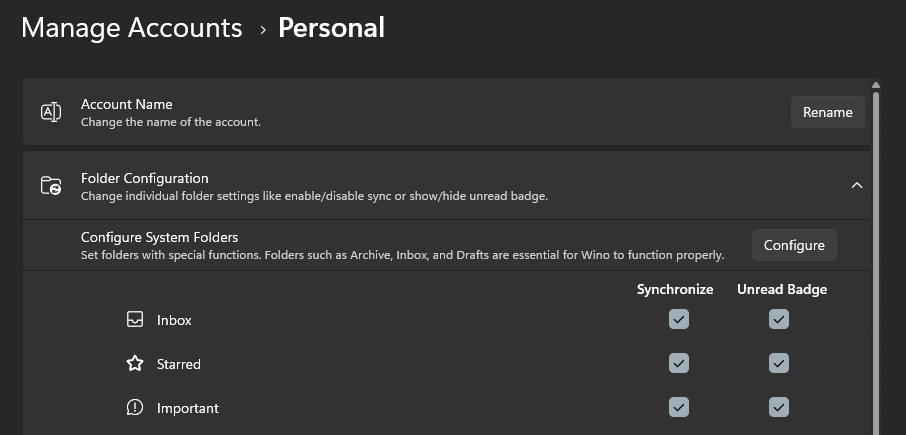 Manage Accounts › Personal
Account Name
Change the name of the account.
Rename
Folder Configuration
Change individual folder settings like enable/disable sync or show/hide unread badge.
Configure System Folders
Set folders with special functions. Folders such as Archive, Inbox, and Drafts are essential for Wino to function properly.
Configure
Synchronize Unread Badge
Inbox
Starred
Important